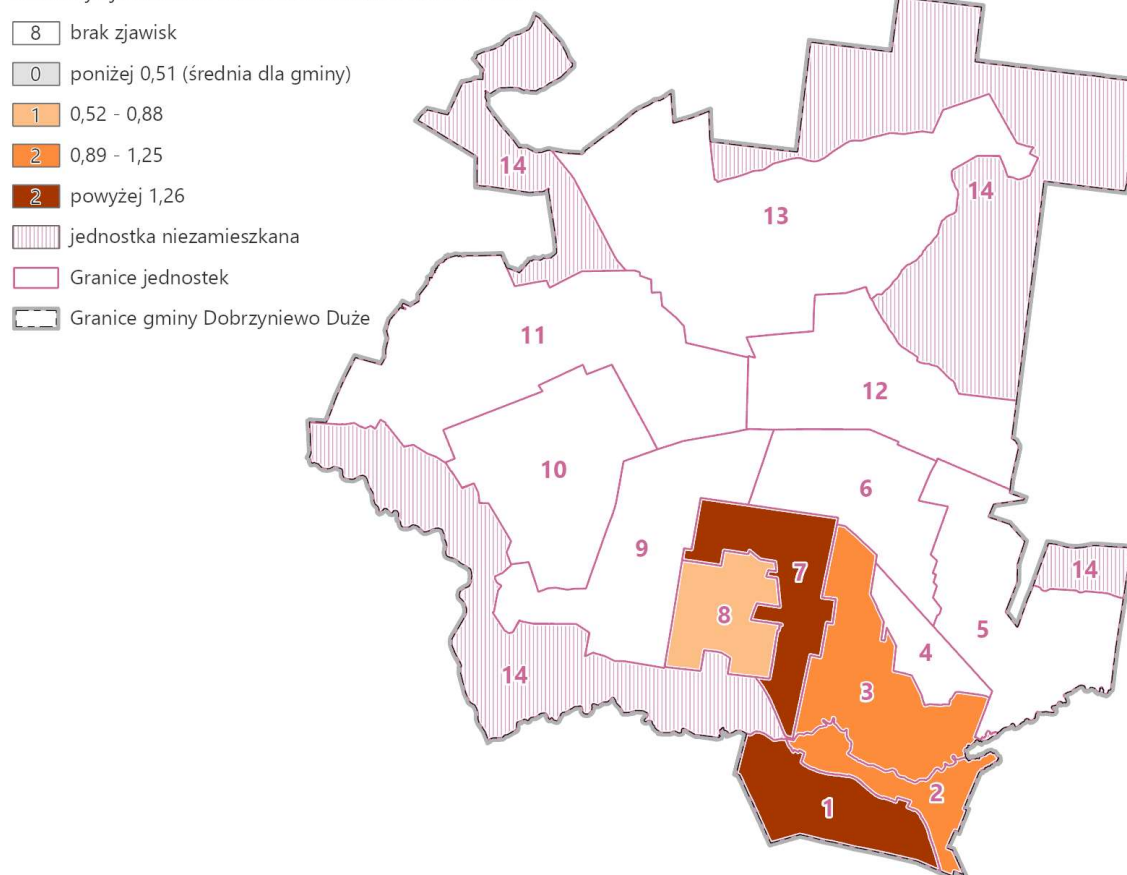 8 brak zjawisk
0 poniżej 0,51 (średnia dla gminy)
1 0,52 - 0,88
2 0,89 - 1,25
2 powyżej 1,26
jednostka niezamieszkana
Granice jednostek
Granice gminy Dobrzyniewo Duże
14
14
13
11
12
10
6
9
7
14
8
5
4
14
3
2
1